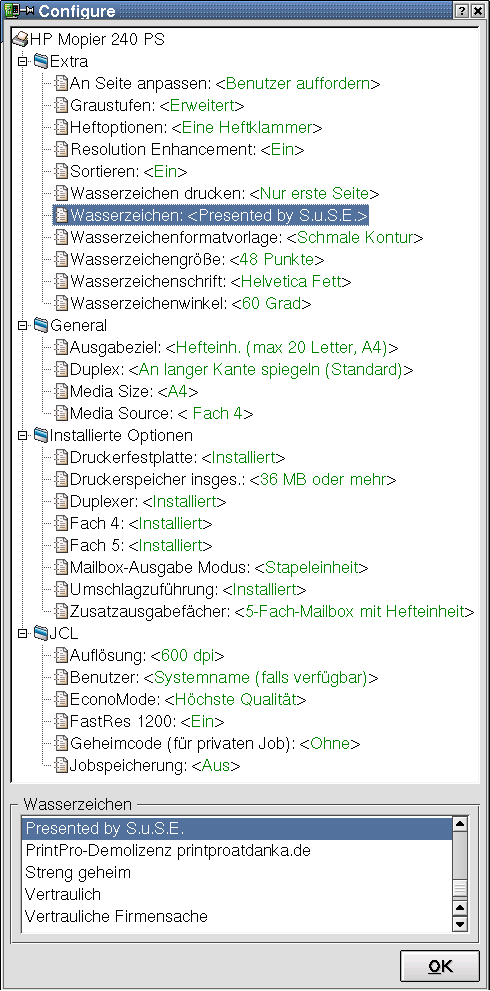 Configure
HP Mopier 240 PS
Extra
An Seite anpassen: <Benutzer auffordern>
Graustufen: <Erweitert>
Heftoptionen: <Eine Heftklammer>
Resolution Enhancement: <Ein>
Sortieren: <Ein>
Wasserzeichen drucken: <Nur erste Seite>
Wasserzeichen: <Presented by S.u.S.E.>
Wasserzeichenformatvorlage: <Schmale Kontur>
Wasserzeichengröße: <48 Punkte>
Wasserzeichenschrift: <Helvetica Fett>
Wasserzeichenwinkel: <60 Grad>
General
Ausgabeziel: <Hefteinh. (max 20 Letter, A4)>
Duplex: <An langer Kante spiegeln (Standard)>
Media Size: <A4>
Media Source: < Fach 4>
Installierte Optionen
Druckerfestplatte: <Installiert>
Druckerspeicher insges.: <36 MB oder mehr>
Duplexer: <Installiert>
Fach 4: <Installiert>
Fach 5: <Installiert>
Mailbox-Ausgabe Modus: <Stapeleinheit>
Umschlagzuführung: <Installiert>
Zusatzausgabefächer: <5-Fach-Mailbox mit Hefteinheit>
JCL
Auflösung: <600 dpi>
Benutzer: <Systemname (falls verfügbar)>
EconoMode: <Höchste Qualität>
FastRes 1200: <Ein>
Geheimcode (für privaten Job): <Ohne>
Jobspeicherung: <Aus>
Wasserzeichen
Presented by S.u.S.E.
PrintPro-Demolizenz printproatdanka.de
Streng geheim
Vertraulich
Vertrauliche Firmensache
OK